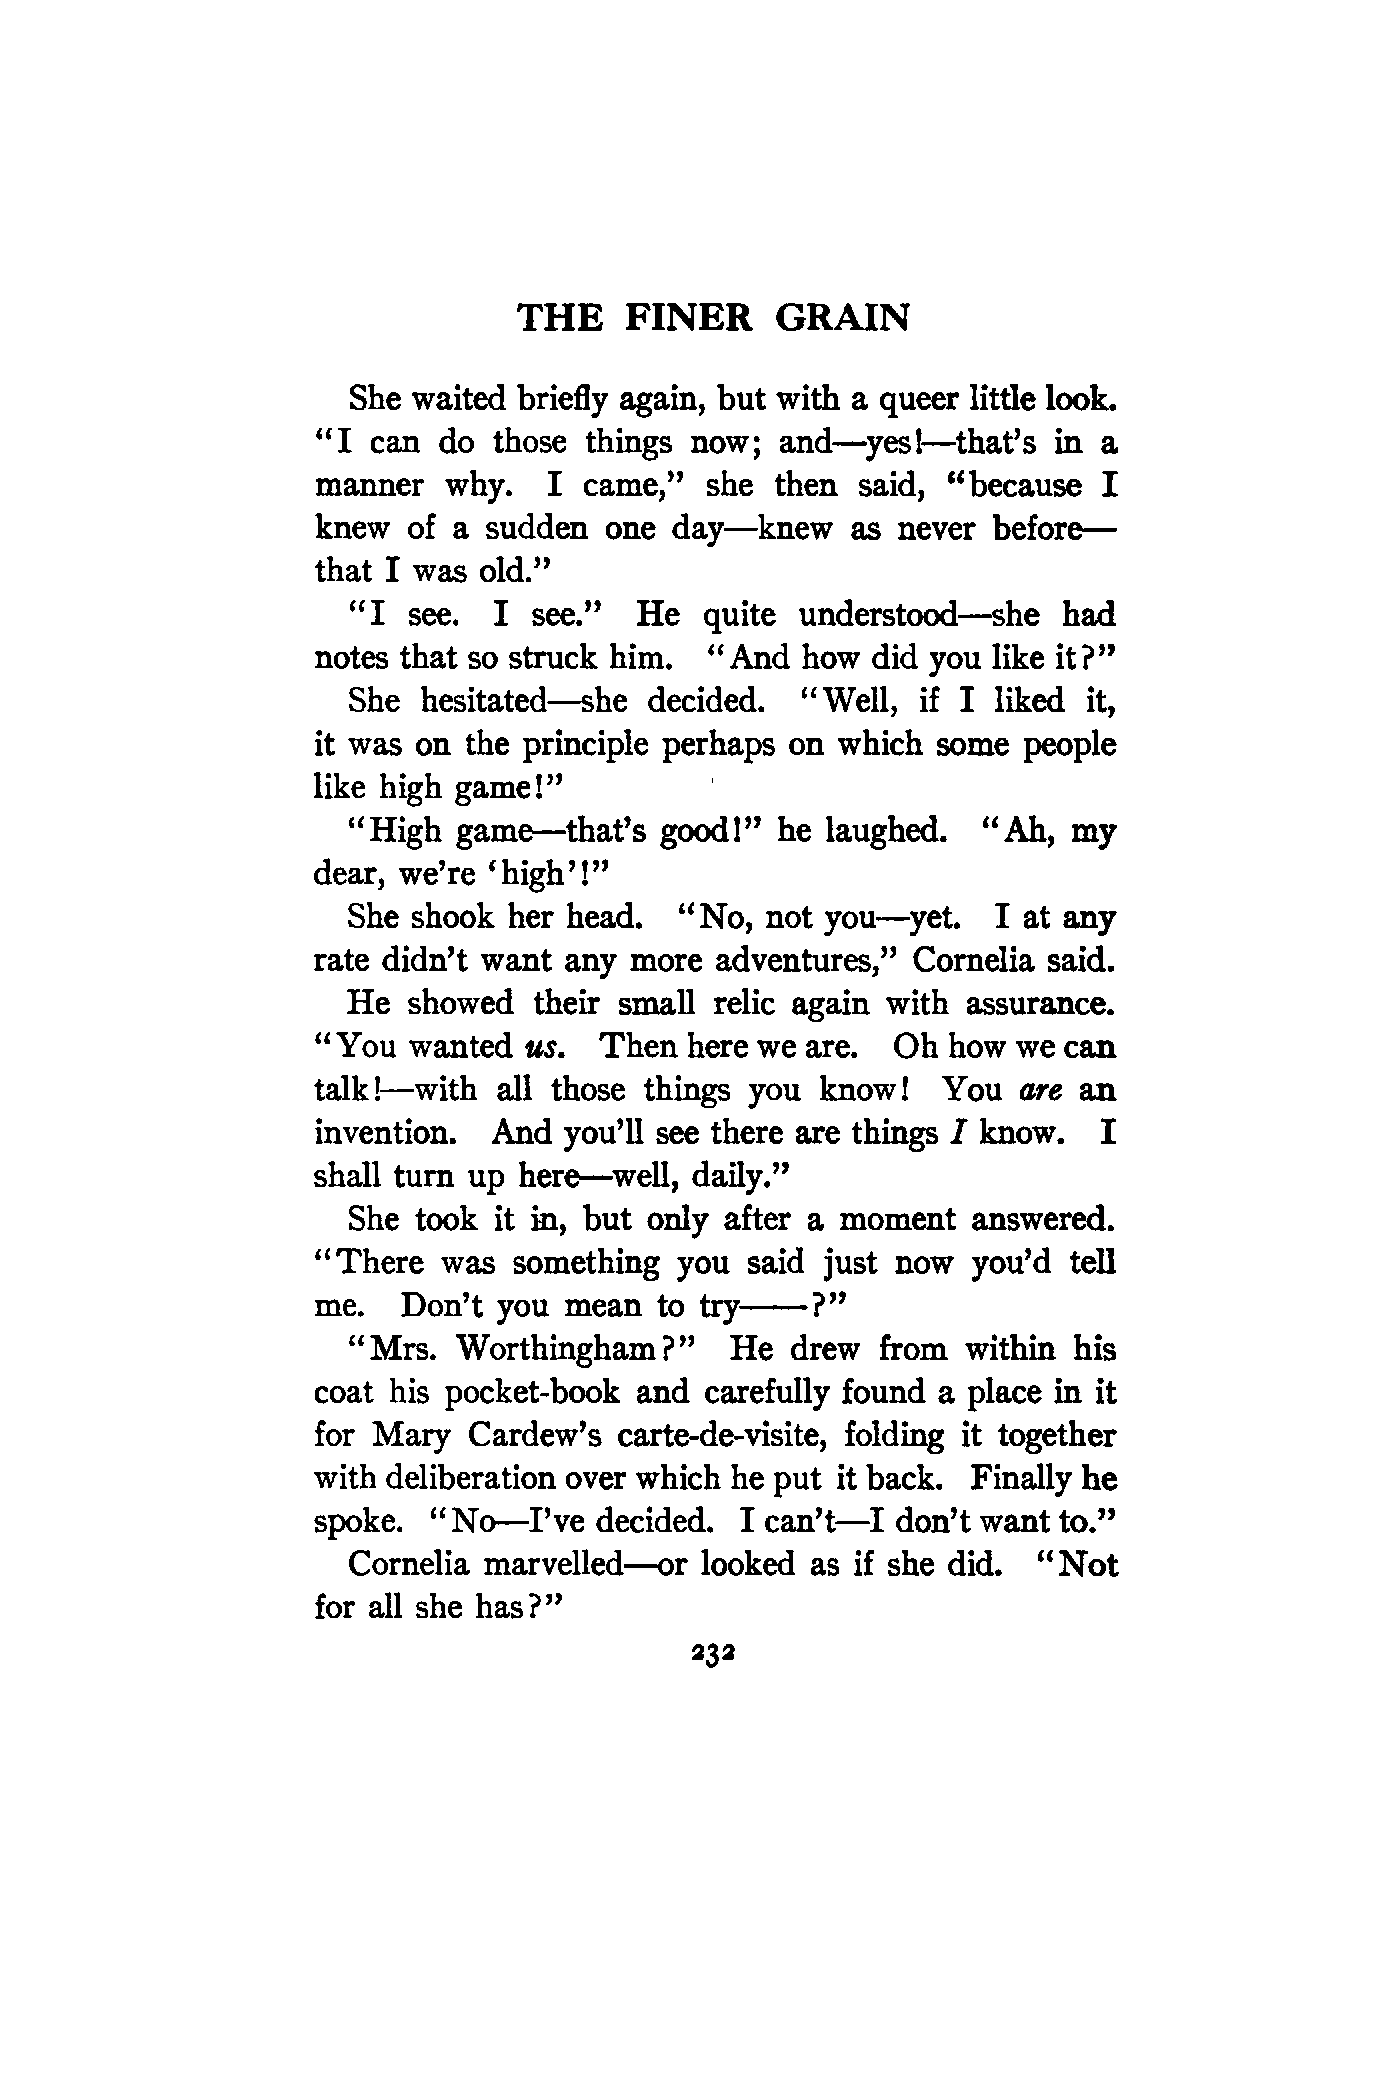 THE FINER GRAIN
She waited briefly again, but with a queer little look.
“I can do those things now; and—yes!—that’s in a
manner why. I came,” she then said, “because I
knew of a sudden one day—knew as never before—
that I was old.”
“I see. I see.” He quite understood—she had
notes that so struck him. “And how did you like it?”
She hesitated—she decided. “Well, if I liked it,
it was on the principle perhaps on which some people
like high game!”
“High game—that’s good!” he laughed. “Ah, my
dear, we’re ‘high’!”
She shook her head. “No, not you—yet. I at any
rate didn’t want any more adventures,” Cornelia said.
He showed their small relic again with assurance.
“You wanted us. Then here we are. Oh how we can
talk!—with all those things you know! You are an
invention. And you’ll see there are things I know. I
shall turn up here—well, daily.”
She took it in, but only after a moment answered.
“There was something you said just now you’d tell
me. Don’t you mean to try——?”
“Mrs. Worthingham?” He drew from within his
coat his pocket-book and carefully found a place in it
for Mary Cardew’s carte-de-visite, folding it together
with deliberation over which he put it back. Finally he
spoke. “No—I’ve decided. I can’t—I don’t want to.”
Cornelia marvelled—or looked as if she did. “Not
for all she has?”
232